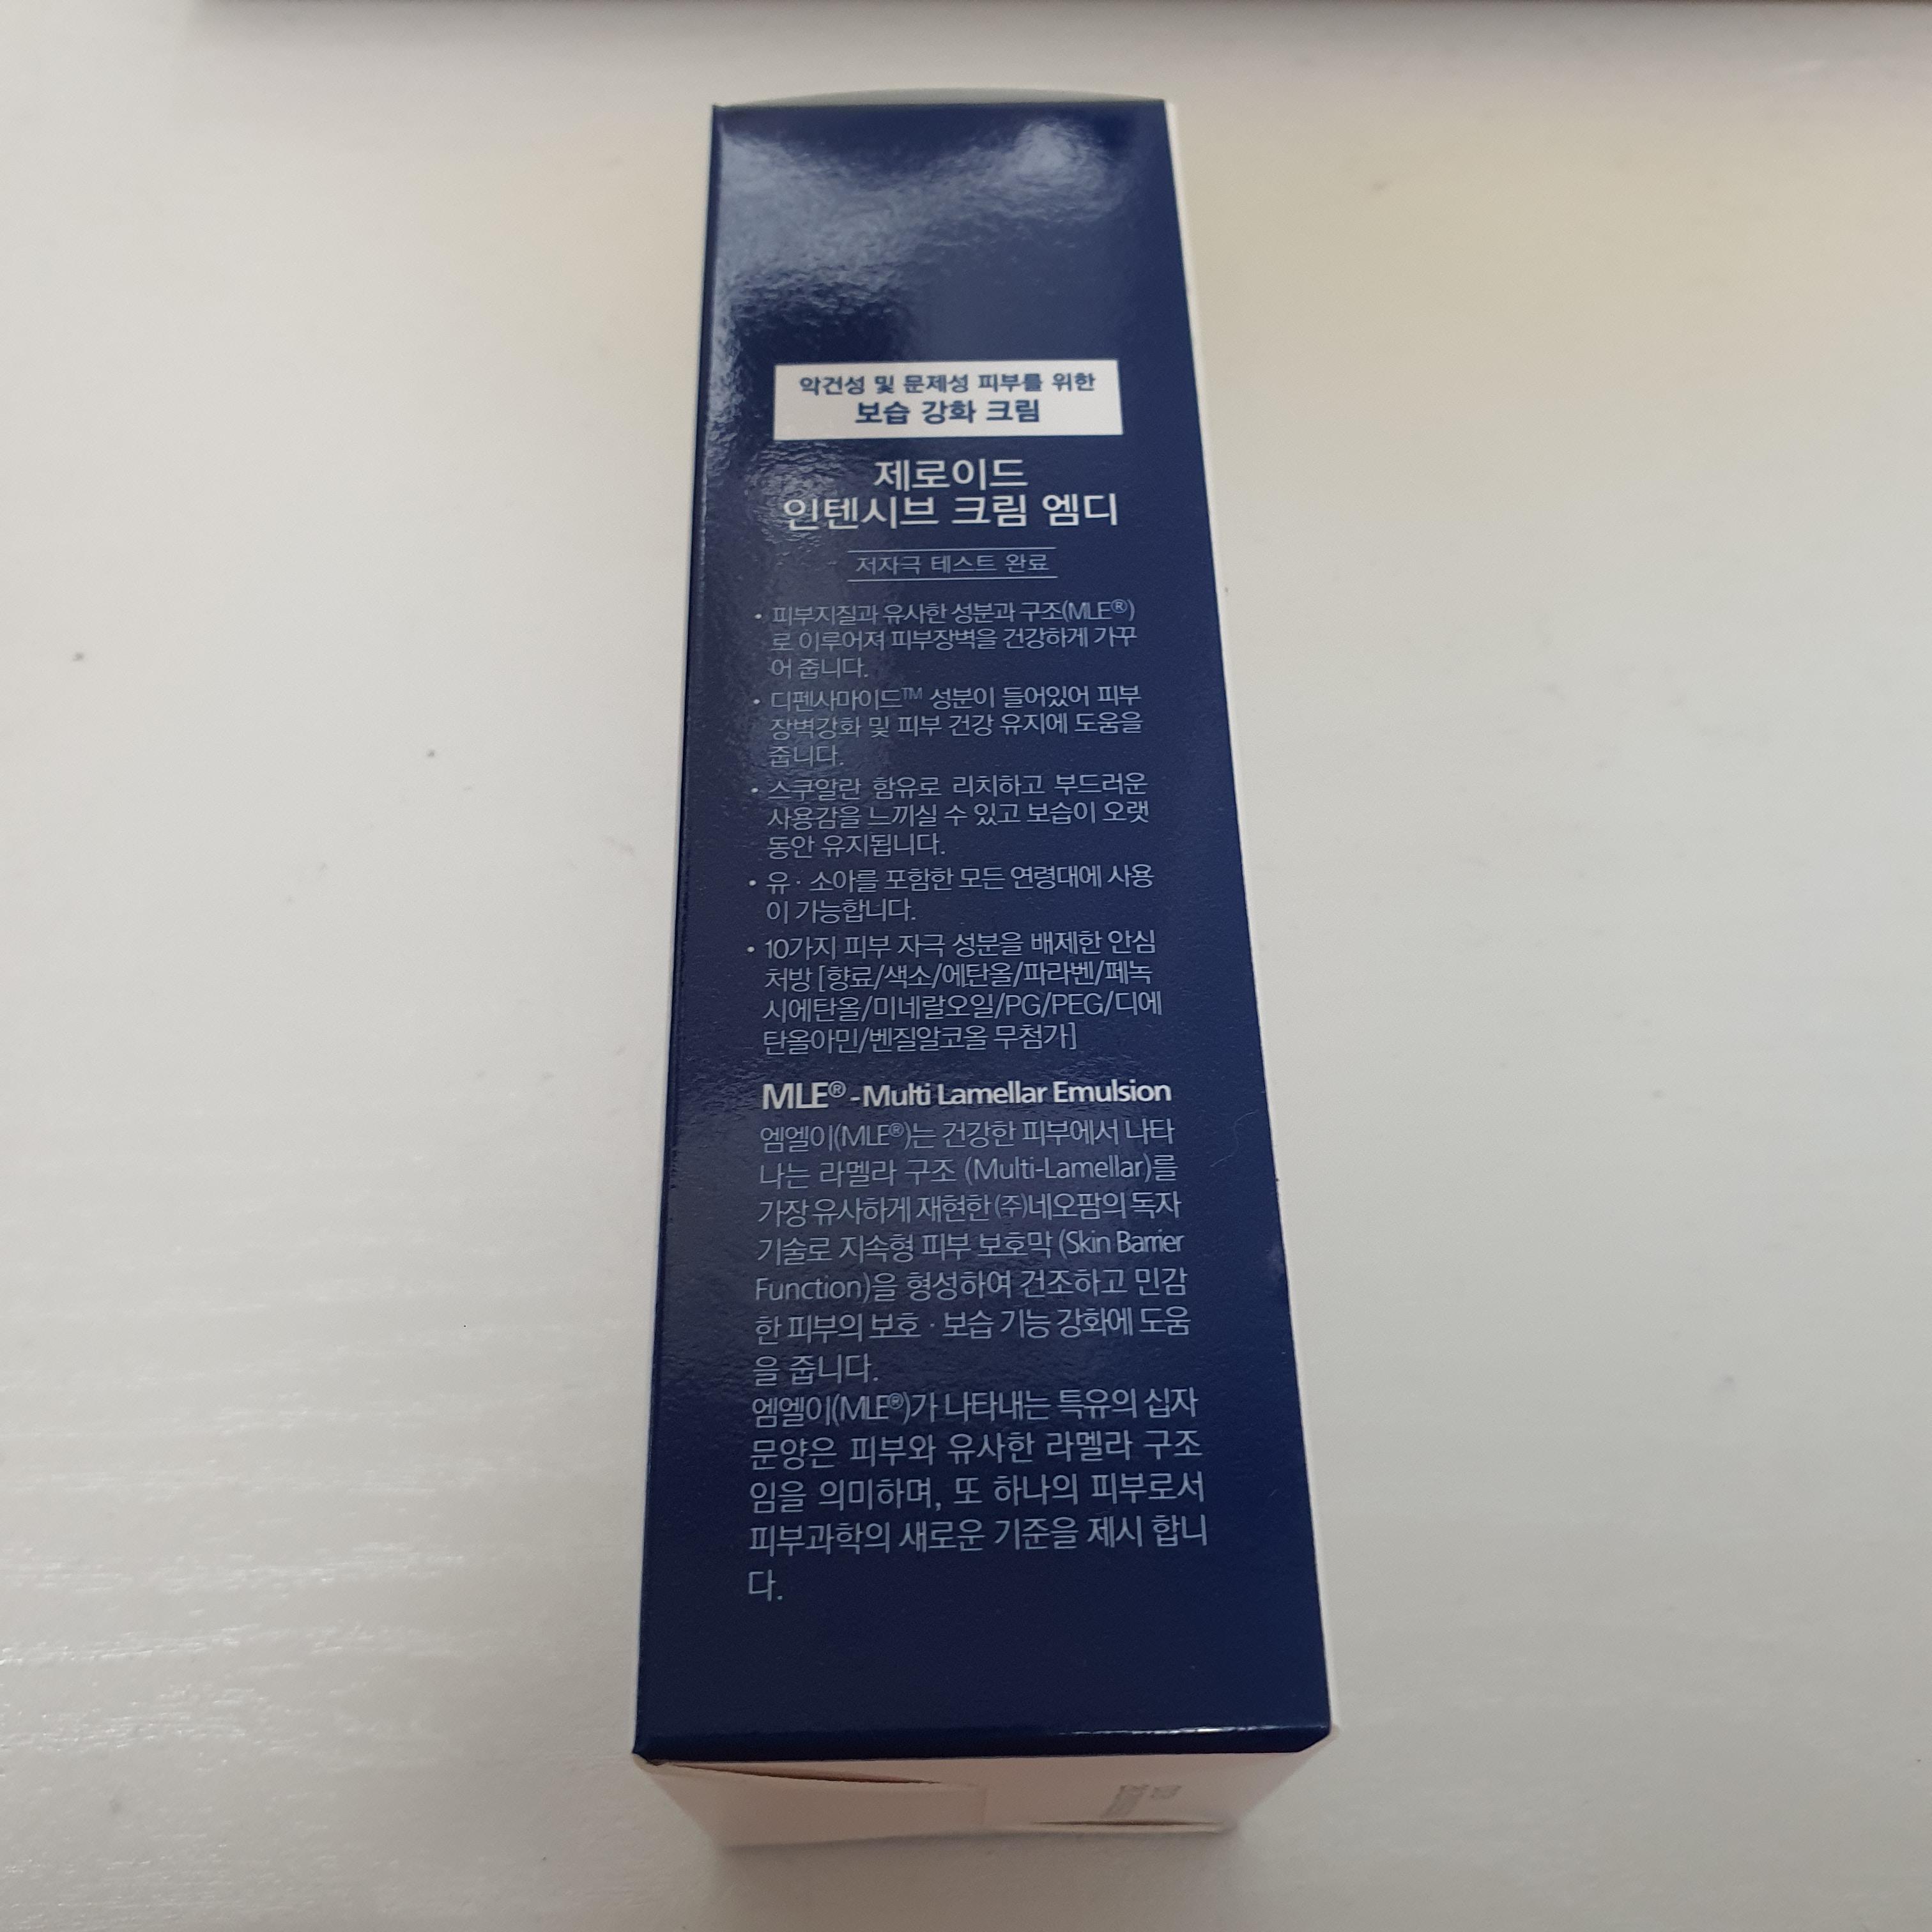 악건성 및 문제성 피부를 위한
보습 강화 크림
제로이드
인텐시브 크림 엠디
저자극 테스트 완료
• 피부지질과 유사한 성분과 구조(MLE®)
로 이루어져 피부장벽을 건강하게 가꾸
어 줍니다.
• 디펜사마이드™ 성분이 들어있어 피부
장벽강화 및 피부 건강 유지에 도움을
줍니다.
• 스쿠알란 함유로 리치하고 부드러운
사용감을 느끼실 수 있고 보습이 오랫
동안 유지됩니다.
• 유·소아를 포함한 모든 연령대에 사용
이 가능합니다.
• 10가지 피부 자극 성분을 배제한 안심
처방 [향료/색소/에탄올/파라벤/페녹
시에탄올/미네랄오일/PG/PEG/디에
탄올아민/벤질알코올 무첨가]
MLE® - Multi Lamellar Emulsion
엠엘이(MLE®)는 건강한 피부에서 나타
나는 라멜라 구조 (Multi-Lamellar)를
가장 유사하게 재현한 ㈜네오팜의 독자
기술로 지속형 피부 보호막 (Skin Barrier
Function)을 형성하여 건조하고 민감
한 피부의 보호 · 보습 기능 강화에 도움
을 줍니다.
엠엘이(MLE®)가 나타내는 특유의 십자
문양은 피부와 유사한 라멜라 구조
임을 의미하며, 또 하나의 피부로서
피부과학의 새로운 기준을 제시 합니
다.